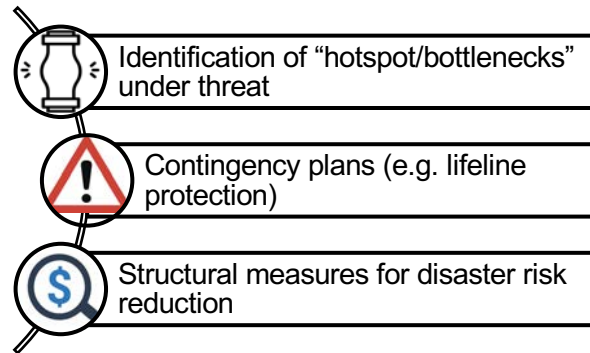 Identification of “hotspot/bottlenecks”
under threat
Contingency plans (e.g. lifeline
protection)
$
Structural measures for disaster risk
reduction